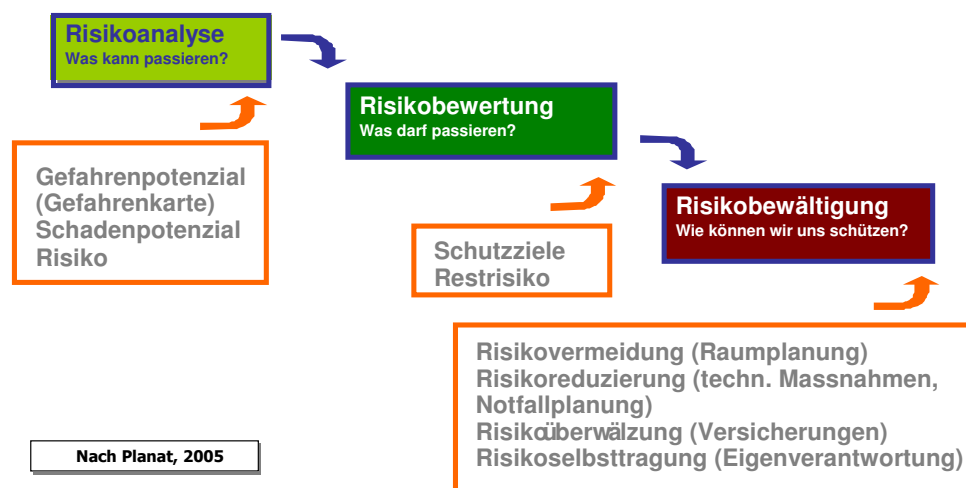 Risikoanalyse
Was kann passieren?
Risikobewertung
Was darf passieren?
Gefahrenpotenzial
(Gefahrenkarte)
Schadenpotenzial
Risiko
Risikobewältigung
Wie können wir uns schützen?
Schutzziele
Restrisiko
Risikovermeidung (Raumplanung)
Risikoreduzierung (techn. Massnahmen,
Notfallplanung)
Risikoüberwälzung (Versicherungen)
Risikoselbsttragung (Eigenverantwortung)
Nach Planat, 2005